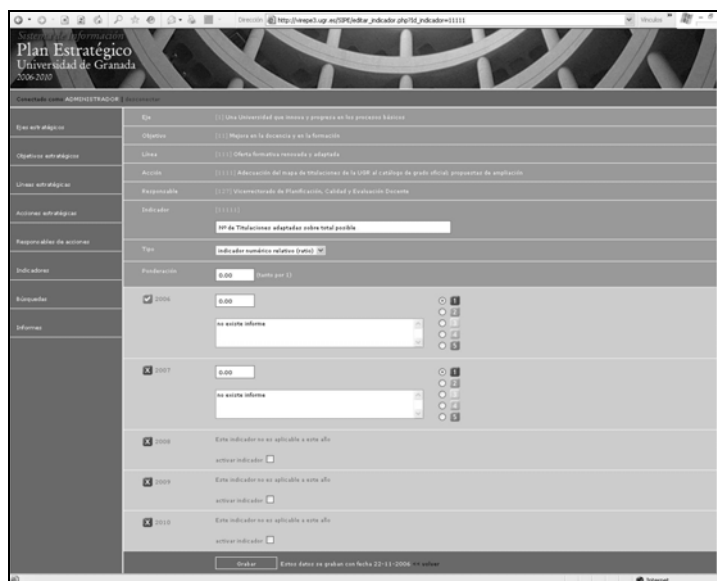 Dirección http://virepe3.ugr.es/SIPE/editar_indicador.php?id_indicador=11111
Vínculos
Sistema de información
Plan Estratégico
Universidad de Granada
2006-2010
Conectado como ADMINISTRADOR | desconectar
Ejes estratégicos
Objetivos estratégicos
Líneas estratégicas
Acciones estratégicas
Responsables de acciones
Indicadores
Búsquedas
Informes
Eje [1] Una Universidad que innova y progresa en los procesos básicos
Objetivo [11] Mejora en la docencia y en la formación
Línea [111] Oferta formativa renovada y adaptada
Acción [1111] Adecuación del mapa de titulaciones de la UGR al catálogo de grado oficial: propuestas de ampliación
Responsable [127] Vicerrectorado de Planificación, Calidad y Evaluación Docente
Indicador [11111]
Nº de Titulaciones adaptadas sobre total posible
Tipo indicador numérico relativo (ratio)
Ponderación 0.00 (tanto por 1)
2006 0.00 1
2
3
no existe informe
4
5
2007 0.00 1
2
3
no existe informe
4
5
2008 Este indicador no es aplicable a este año
activar indicador
2009 Este indicador no es aplicable a este año
activar indicador
2010 Este indicador no es aplicable a este año
activar indicador
Grabar Estos datos se graban con fecha 22-11-2006 << volver
Internet